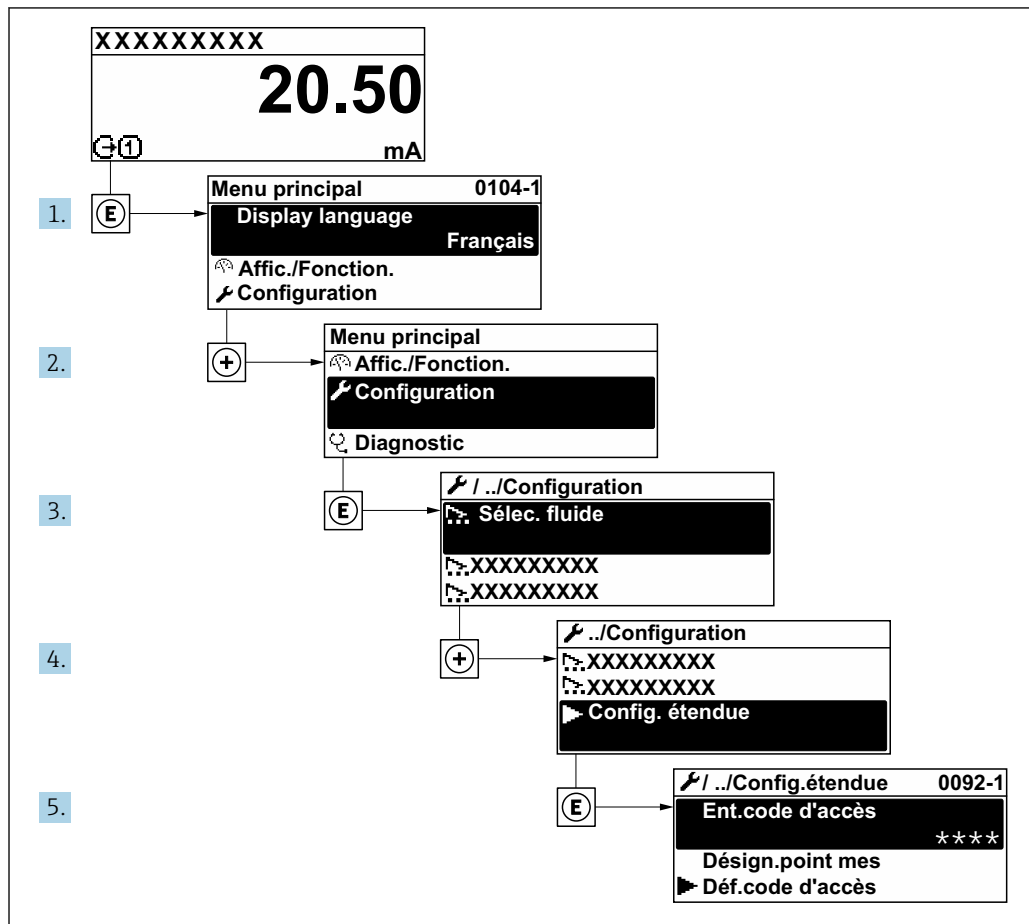 XXXXXXXXX
20.50
mA
1.
E
Menu principal 0104-1
Display language
Français
Affic./Fonction.
Configuration
2.
+
Menu principal
Affic./Fonction.
Configuration
Diagnostic
3.
E
/ ../Configuration
Sélec. fluide
XXXXXXXXX
XXXXXXXXX
4.
+
../Configuration
XXXXXXXXX
XXXXXXXXX
Config. étendue
5.
E
/ ../Config.étendue 0092-1
Ent.code d'accès
****
Désign.point mes
Déf.code d'accès